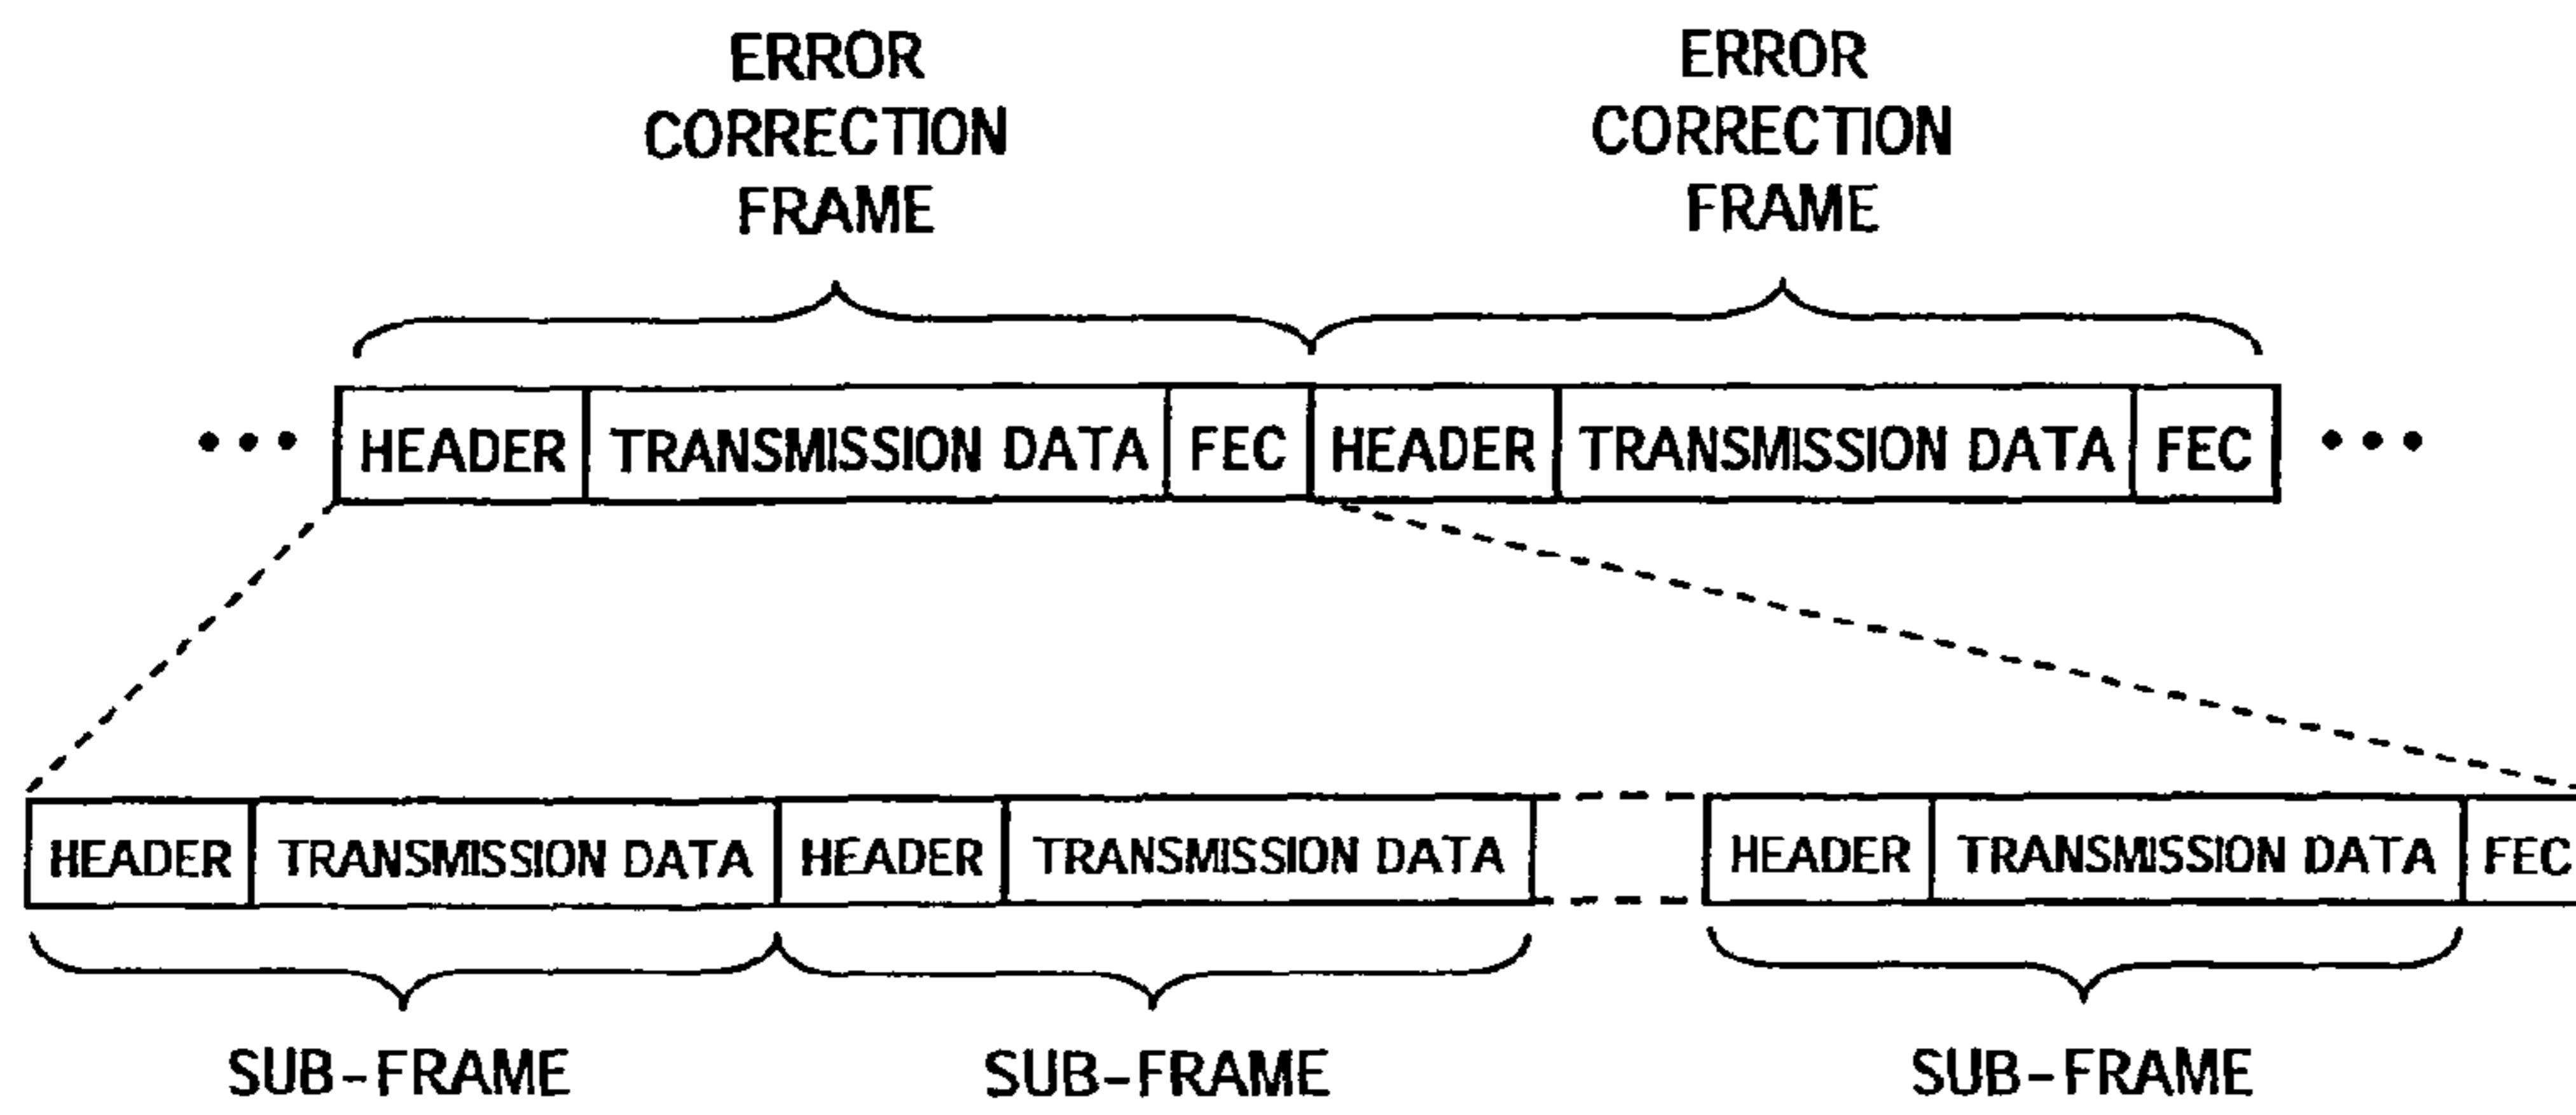 ERROR
CORRECTION
FRAME
ERROR
CORRECTION
FRAME
••• HEADER TRANSMISSION DATA FEC HEADER TRANSMISSION DATA FEC •••
HEADER TRANSMISSION DATA HEADER TRANSMISSION DATA HEADER TRANSMISSION DATA FEC
SUB-FRAME SUB-FRAME SUB-FRAME